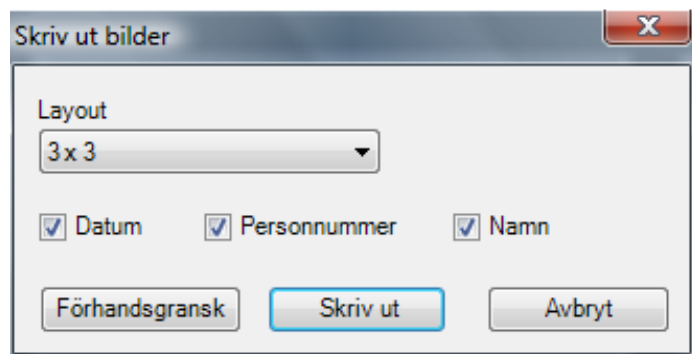 Skriv ut bilder
Layout
3 x 3
Datum Personnummer Namn
Förhandsgransk Skriv ut Avbryt